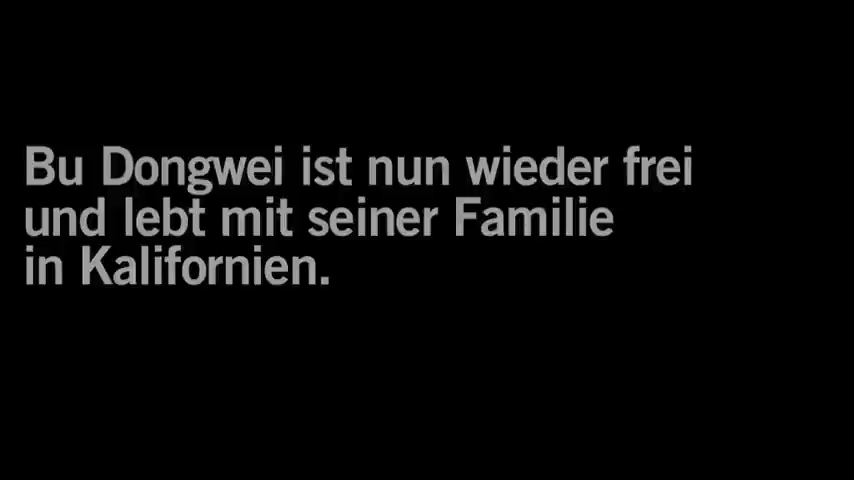 Bu Dongwei ist nun wieder frei
und lebt mit seiner Familie
in Kalifornien.